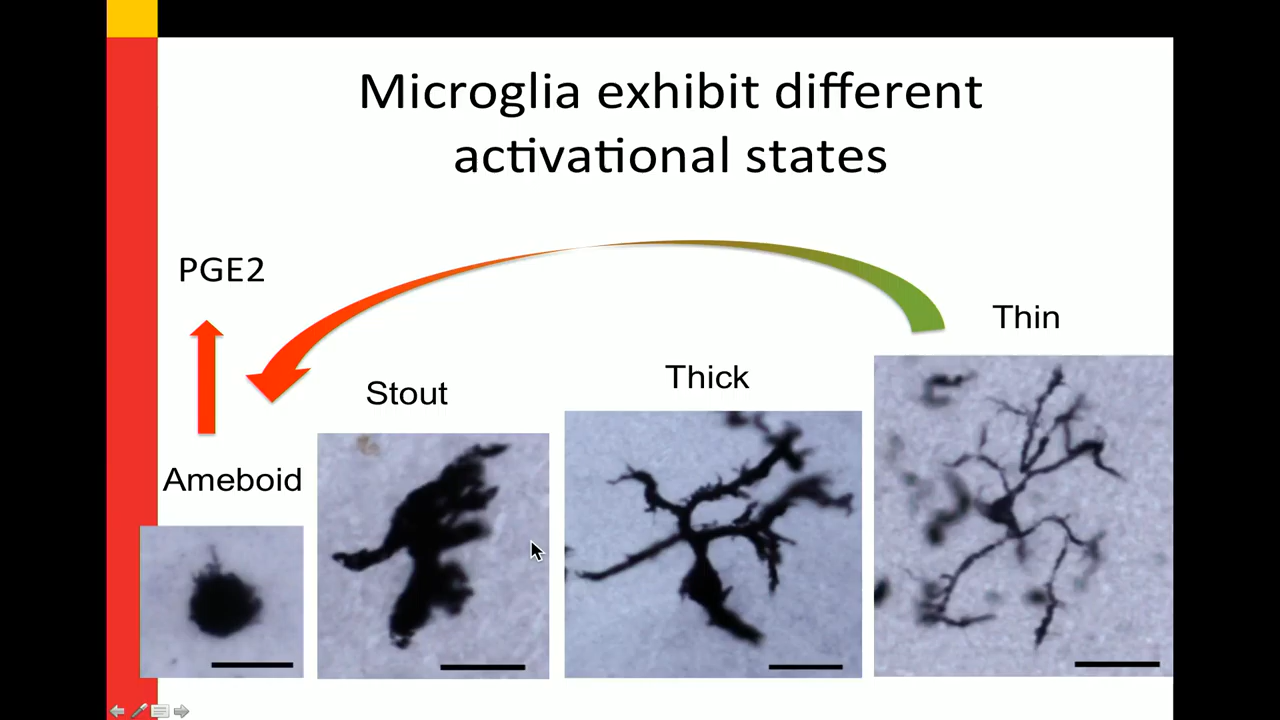 Microglia exhibit different
activational states
PGE2
Thin
Thick
Stout
Ameboid